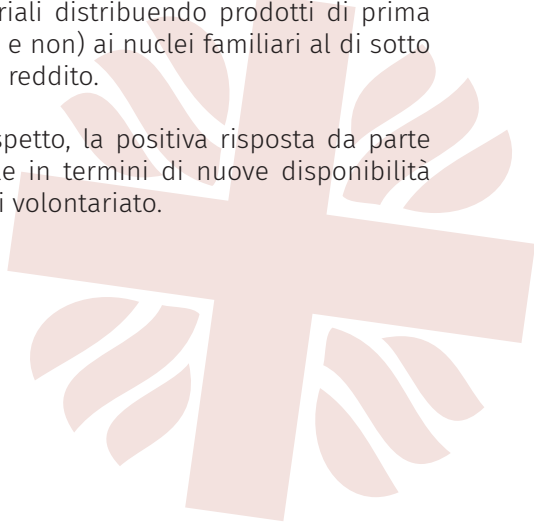 riali distribuendo prodotti di prima
e non) ai nuclei familiari al di sotto
reddito.
spetto, la positiva risposta da parte
e in termini di nuove disponibilità
i volontariato.